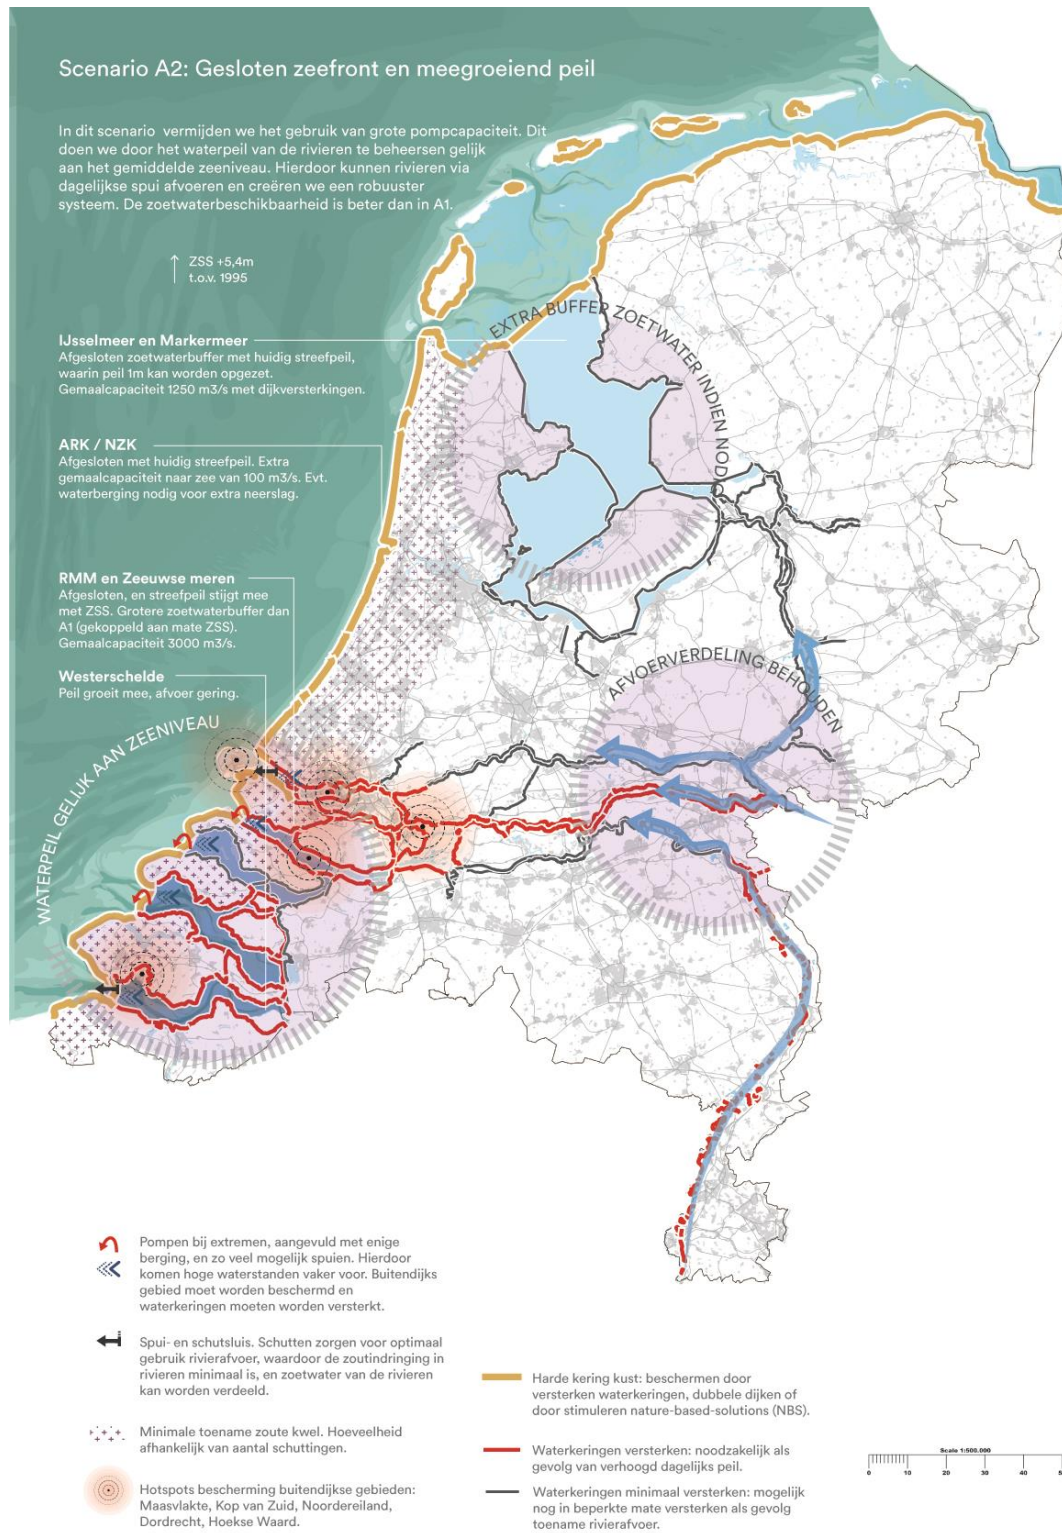 Scenario A2: Gesloten zeefront en meegroeiend peil
In dit scenario vermijden we het gebruik van grote pompcapaciteit. Dit
doen we door het waterpeil van de rivieren te beheersen gelijk
aan het gemiddelde zeeniveau. Hierdoor kunnen rivieren via
dagelijkse spui afvoeren en creëren we een robuuster
systeem. De zoetwaterbeschikbaarheid is beter dan in A1.
ZSS +5,4m
t.o.v. 1995
EXTRA BUFFER ZOETWATER INDIEN NODIG
IJsselmeer en Markermeer
Afgesloten zoetwaterbuffer met huidig streefpeil,
waarin peil 1m kan worden opgezet.
Gemaalcapaciteit 1250 m3/s met dijkversterkingen.
ARK / NZK
Afgesloten met huidig streefpeil. Extra
gemaalcapaciteit naar zee van 100 m3/s. Evt.
waterberging nodig voor extra neerslag.
RMM en Zeeuwse meren
Afgesloten, en streefpeil stijgt mee
met ZSS. Grotere zoetwaterbuffer dan
A1 (gekoppeld aan mate ZSS).
Gemaalcapaciteit 3000 m3/s.
Westerschelde
Peil groeit mee, afvoer gering.
AFVOERVERDELING BEHOUDEN
WATERPEIL GELIJK AAN ZEENIVEAU
Pompen bij extremen, aangevuld met enige
berging, en zo veel mogelijk spuien. Hierdoor
komen hoge waterstanden vaker voor. Buitendijks
gebied moet worden beschermd en
waterkeringen moeten worden versterkt.
Spui- en schutsluis. Schutten zorgen voor optimaal
gebruik rivierafvoer, waardoor de zoutindringing in
rivieren minimaal is, en zoetwater van de rivieren
kan worden verdeeld.
Minimale toename zoute kwel. Hoeveelheid
afhankelijk van aantal schuttingen.
Hotspots bescherming buitendijkse gebieden:
Maasvlakte, Kop van Zuid, Noordereiland,
Dordrecht, Hoekse Waard.
Harde kering kust: beschermen door
versterken waterkeringen, dubbele dijken of
door stimuleren nature-based-solutions (NBS).
Waterkeringen versterken: noodzakelijk als
gevolg van verhoogd dagelijks peil.
Waterkeringen minimaal versterken: mogelijk
nog in beperkte mate versterken als gevolg
toename rivierafvoer.
Scale 1:500.000
0 10 20 30 40